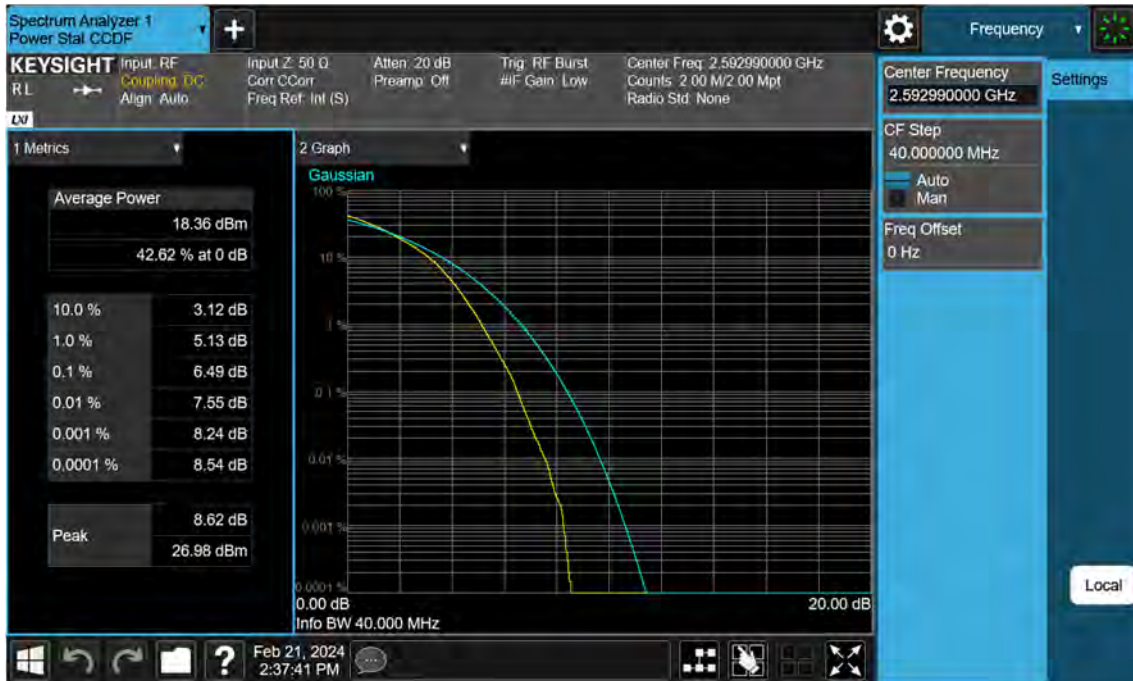 Spectrum Analyzer 1
Power Stat CCDF
+
Frequency
KEYSIGHT
RL
LXI
Input: RF
Coupling: DC
Align: Auto
Input Z: 50 Ω
Corr CCorr
Freq Ref: Int (S)
Atten: 20 dB
Preamp: Off
Trig: RF Burst
#IF Gain: Low
Center Freq: 2.592990000 GHz
Counts: 2.00 M/2.00 Mpt
Radio Std: None
1 Metrics
Average Power
18.36 dBm
42.62 % at 0 dB
10.0 % 3.12 dB
1.0 % 5.13 dB
0.1 % 6.49 dB
0.01 % 7.55 dB
0.001 % 8.24 dB
0.0001 % 8.54 dB
Peak
8.62 dB
26.98 dBm
2 Graph
Gaussian
100 %
10 %
1 %
0.1 %
0.01 %
0.001 %
0.0001 %
0.00 dB 20.00 dB
Info BW 40.000 MHz
Center Frequency
2.592990000 GHz
CF Step
40.000000 MHz
Auto
Man
Freq Offset
0 Hz
Settings
Local
?
Feb 21, 2024
2:37:41 PM